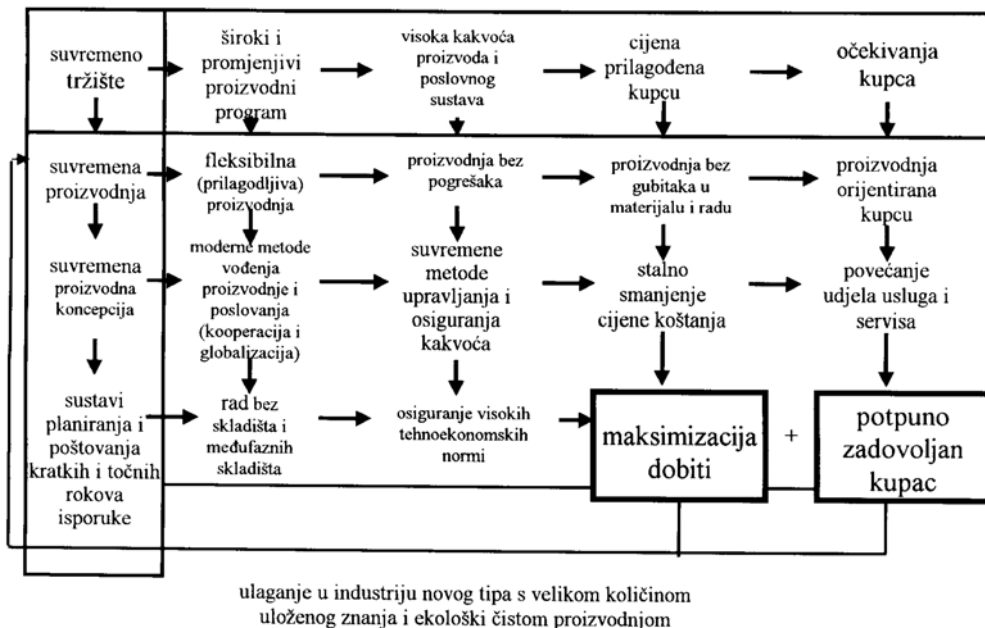 suvremeno
tržište
široki i
promjenjivi
proizvodni
program
visoka kakvoća
proizvoda i
poslovnog
sustava
cijena
prilagođena
kupcu
očekivanja
kupca
suvremena
proizvodnja
fleksibilna
(prilagodljiva)
proizvodnja
proizvodnja bez
pogrešaka
proizvodnja bez
gubitaka u
materijalu i radu
proizvodnja
orijentirana
kupcu
suvremena
proizvodna
koncepcija
moderne metode
vođenja
proizvodnje i
poslovanja
(kooperacija i
globalizacija)
suvremene
metode
upravljanja i
osiguranja
kakvoća
stalno
smanjenje
cijene koštanja
povećanje
udjela usluga i
servisa
sustavi
planiranja i
poštovanja
kratkih i točnih
rokova
isporuke
rad bez
skladišta i
međufaznih
skladišta
osiguranje visokih
tehnoekonomskih
normi
maksimizacija
dobiti
+
potpuno
zadovoljan
kupac
ulaganje u industriju novog tipa s velikom količinom
uloženog znanja i ekološki čistom proizvodnjom